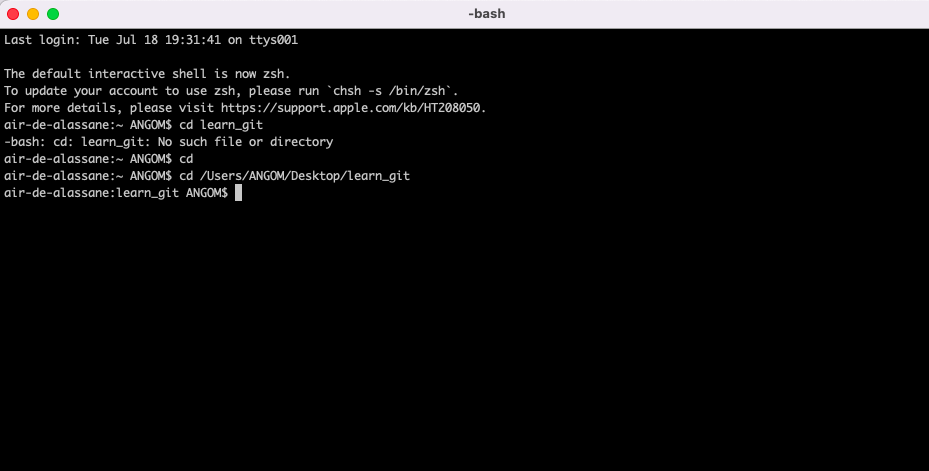 -bash
Last login: Tue Jul 18 19:31:41 on ttys001
The default interactive shell is now zsh.
To update your account to use zsh, please run `chsh -s /bin/zsh`.
For more details, please visit https://support.apple.com/kb/HT208050.
air-de-alassane:~ ANGOM$ cd learn_git
-bash: cd: learn_git: No such file or directory
air-de-alassane:~ ANGOM$ cd
air-de-alassane:~ ANGOM$ cd /Users/ANGOM/Desktop/learn_git
air-de-alassane:learn_git ANGOM$